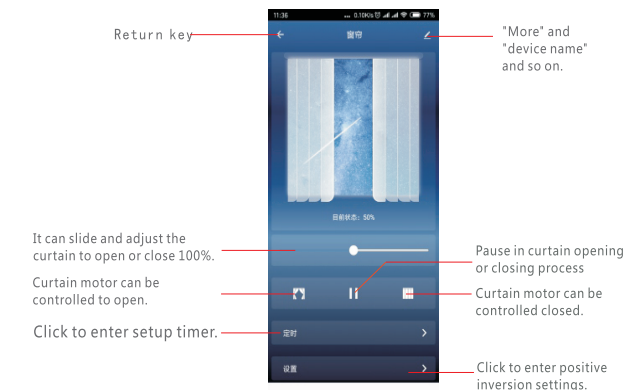 11:36
... 0.10K/s
77%
窗帘
Return key
"More" and
"device name"
and so on.
目前状态: 50%
It can slide and adjust the
curtain to open or close 100%.
Pause in curtain opening
or closing process
Curtain motor can be
controlled to open.
Curtain motor can be
controlled closed.
Click to enter setup timer.
定时
设置
Click to enter positive
inversion settings.